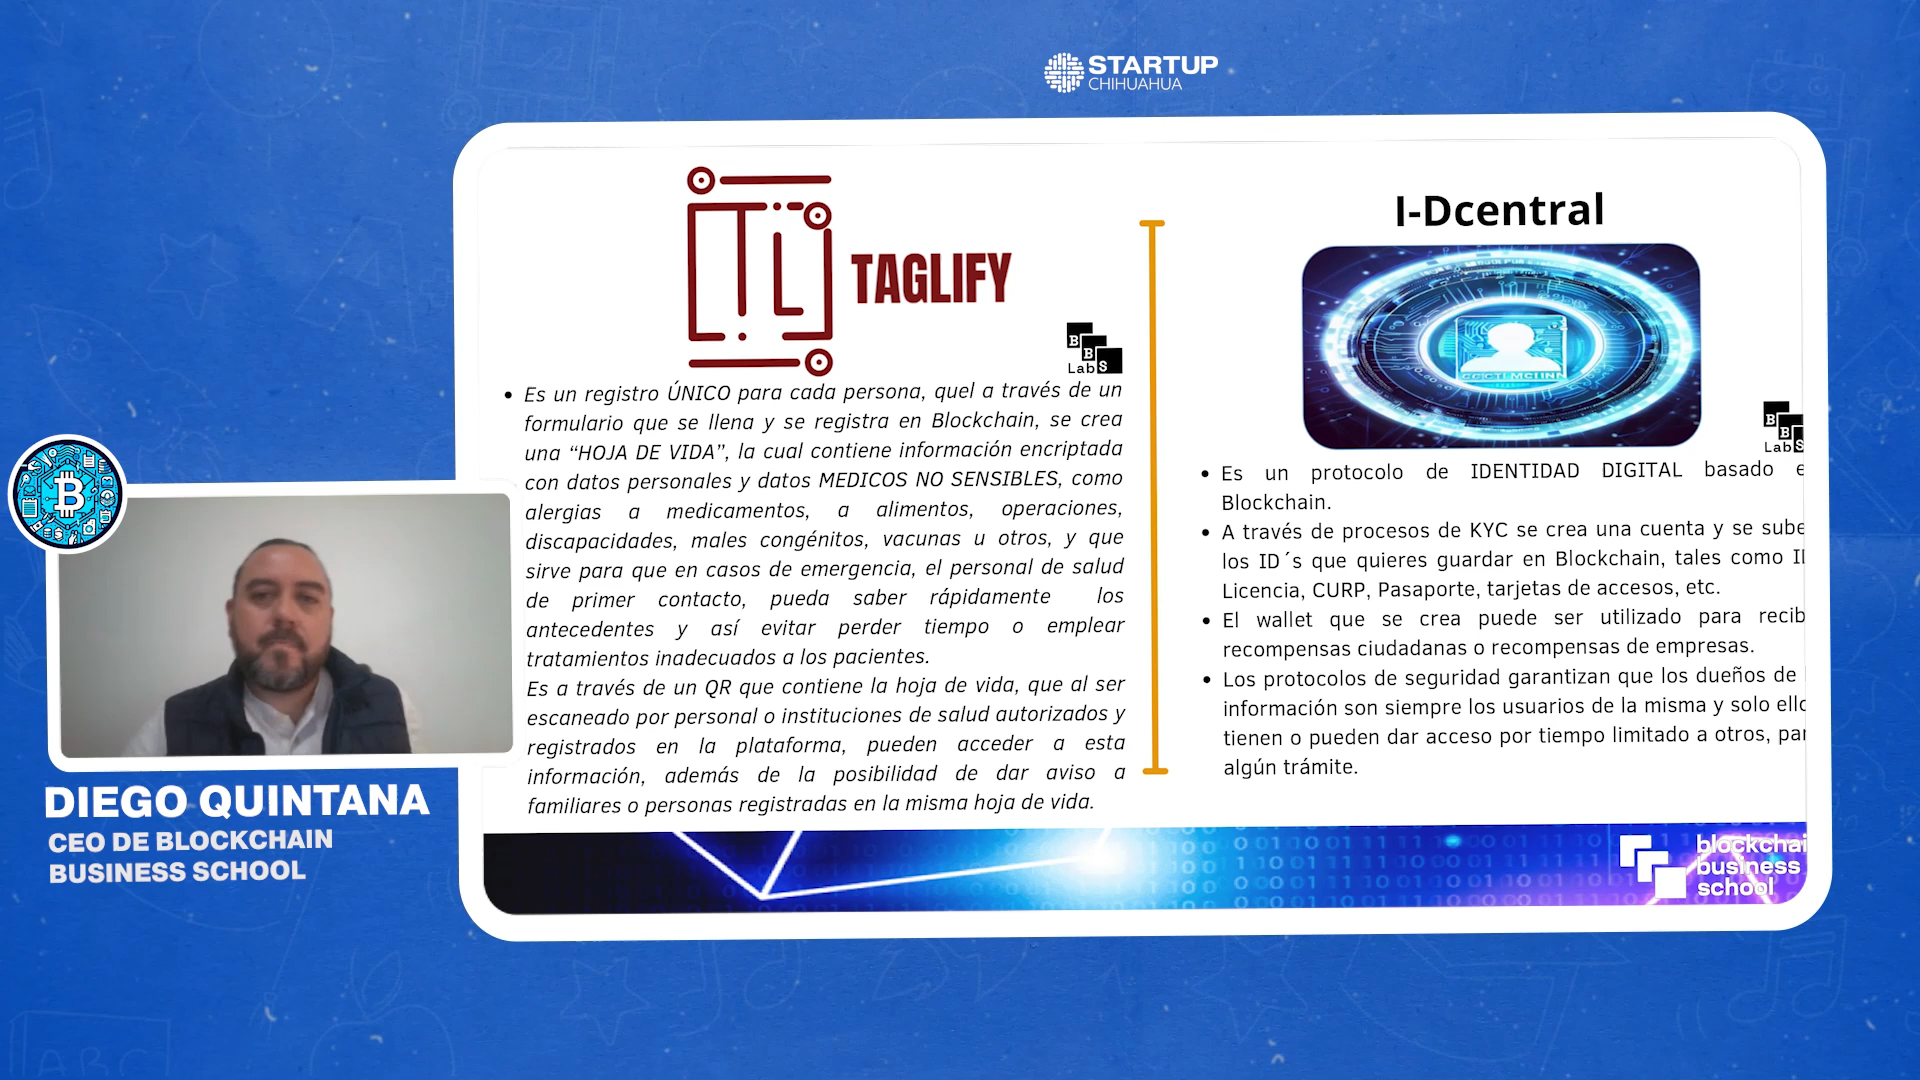 STARTUP
CHIHUAHUA
TL
TAGLIFY
B
B
Lab S
• Es un registro ÚNICO para cada persona, quel a través de un
formulario que se llena y se registra en Blockchain, se crea
una “HOJA DE VIDA”, la cual contiene información encriptada
con datos personales y datos MEDICOS NO SENSIBLES, como
alergias a medicamentos, a alimentos, operaciones,
discapacidades, males congénitos, vacunas u otros, y que
sirve para que en casos de emergencia, el personal de salud
de primer contacto, pueda saber rápidamente los
antecedentes y así evitar perder tiempo o emplear
tratamientos inadecuados a los pacientes.
Es a través de un QR que contiene la hoja de vida, que al ser
escaneado por personal o instituciones de salud autorizados y
registrados en la plataforma, pueden acceder a esta
información, además de la posibilidad de dar aviso a
familiares o personas registradas en la misma hoja de vida.
I-Dcentral
B
B
Lab S
• Es un protocolo de IDENTIDAD DIGITAL basado e
Blockchain.
• A través de procesos de KYC se crea una cuenta y se sube
los ID´s que quieres guardar en Blockchain, tales como
Licencia, CURP, Pasaporte, tarjetas de accesos, etc.
• El wallet que se crea puede ser utilizado para recib
recompensas ciudadanas o recompensas de empresas.
• Los protocolos de seguridad garantizan que los dueños de
información son siempre los usuarios de la misma y solo ello
tienen o pueden dar acceso por tiempo limitado a otros, par
algún trámite.
blockchai
business
school
DIEGO QUINTANA
CEO DE BLOCKCHAIN
BUSINESS SCHOOL
ABC